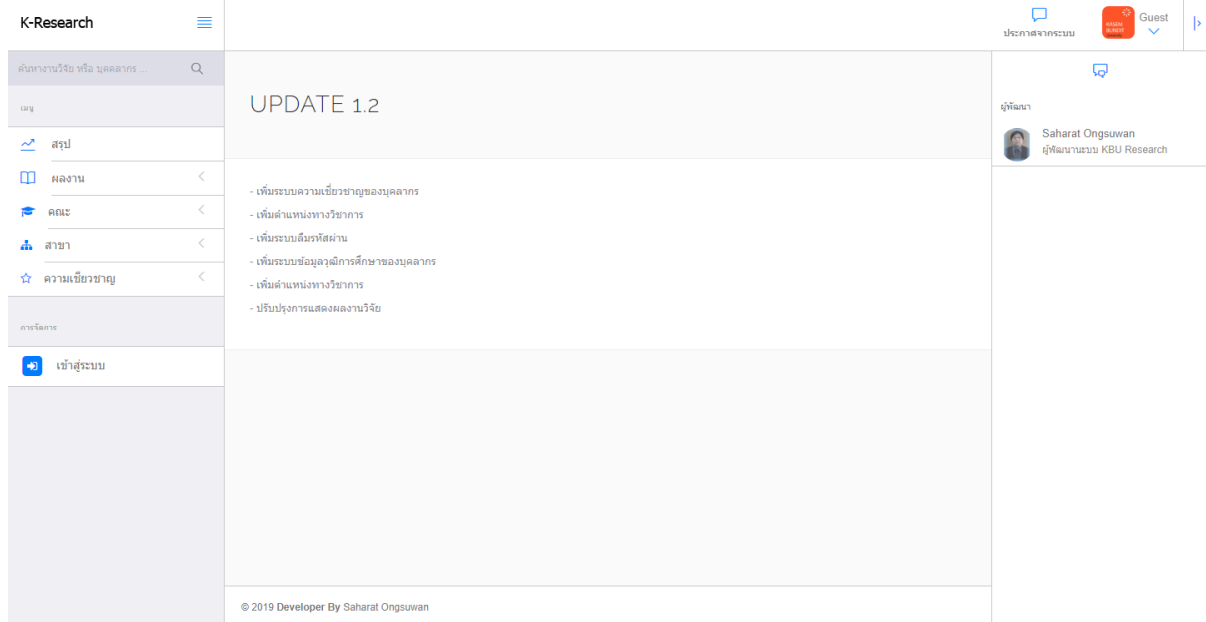 K-Research
ประกาศจากระบบ
KASEM
BUNDIT
Guest
ค้นหางานวิจัย หรือ บุคคลากร ...
เมนู
สรุป
ผลงาน
คณะ
สาขา
ความเชี่ยวชาญ
การจัดการ
เข้าสู่ระบบ
UPDATE 1.2
- เพิ่มระบบความเชี่ยวชาญของบุคลากร
- เพิ่มตำแหน่งทางวิชาการ
- เพิ่มระบบลืมรหัสผ่าน
- เพิ่มระบบข้อมูลวุฒิการศึกษาของบุคลากร
- เพิ่มตำแหน่งทางวิชาการ
- ปรับปรุงการแสดงผลงานวิจัย
ผู้พัฒนา
Saharat Ongsuwan
ผู้พัฒนาระบบ KBU Research
© 2019 Developer By Saharat Ongsuwan